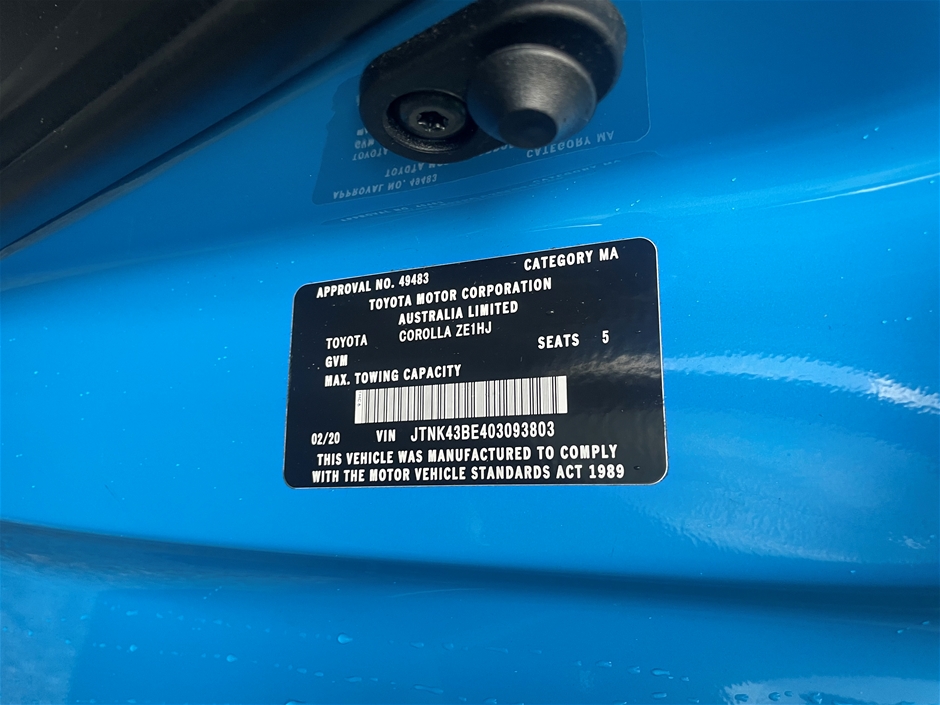 APPROVAL NO. 49483 CATEGORY MA
TOYOTA MOTOR CORPORATION
AUSTRALIA LIMITED
TOYOTA COROLLA ZE1HJ
GVM SEATS 5
MAX. TOWING CAPACITY
02/20 VIN JTNK43BE403093803
THIS VEHICLE WAS MANUFACTURED TO COMPLY
WITH THE MOTOR VEHICLE STANDARDS ACT 1989